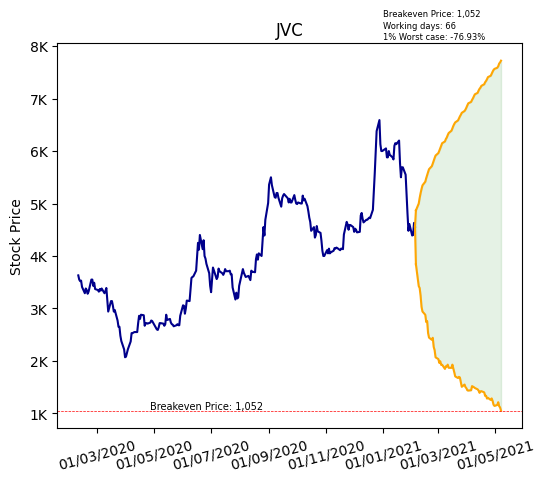 Breakeven Price: 1,052
Working days: 66
1% Worst case: -76.93%
JVC
8K
7K
6K
5K
4K
3K
2K
1K
Stock Price
Breakeven Price: 1,052
01/03/2020
01/05/2020
01/07/2020
01/09/2020
01/11/2020
01/01/2021
01/03/2021
01/05/2021